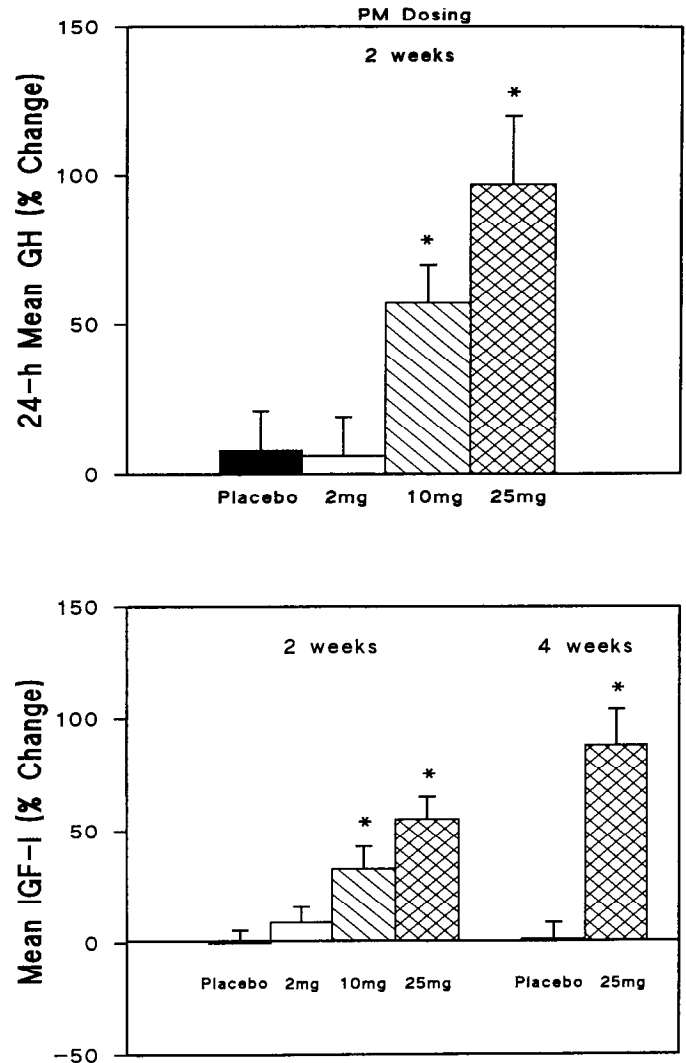 PM Dosing
150
2 weeks
*
100
*
50
0
24-h Mean GH (% Change)
Placebo 2mg 10mg 25mg
150
2 weeks 4 weeks
*
100
*
*
50
0
Mean IGF-I (% Change)
Placebo 2mg 10mg 25mg Placebo 25mg
-50